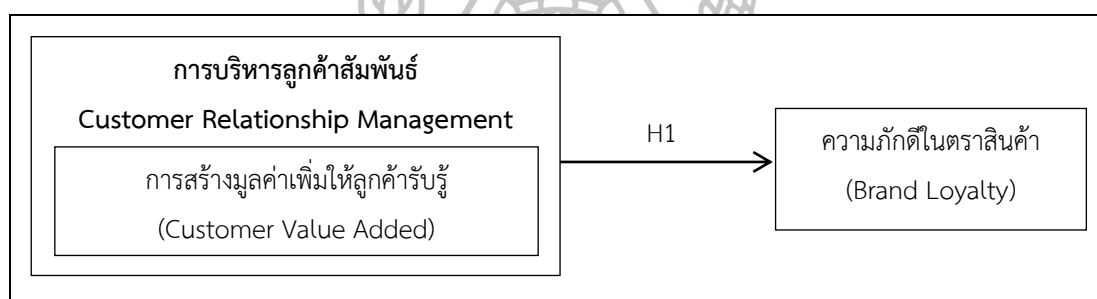 การบริหารลูกค้าสัมพันธ์
Customer Relationship Management
การสร้างมูลค่าเพิ่มให้ลูกค้ารับรู้
(Customer Value Added)
H1
ความภักดีในตราสินค้า
(Brand Loyalty)